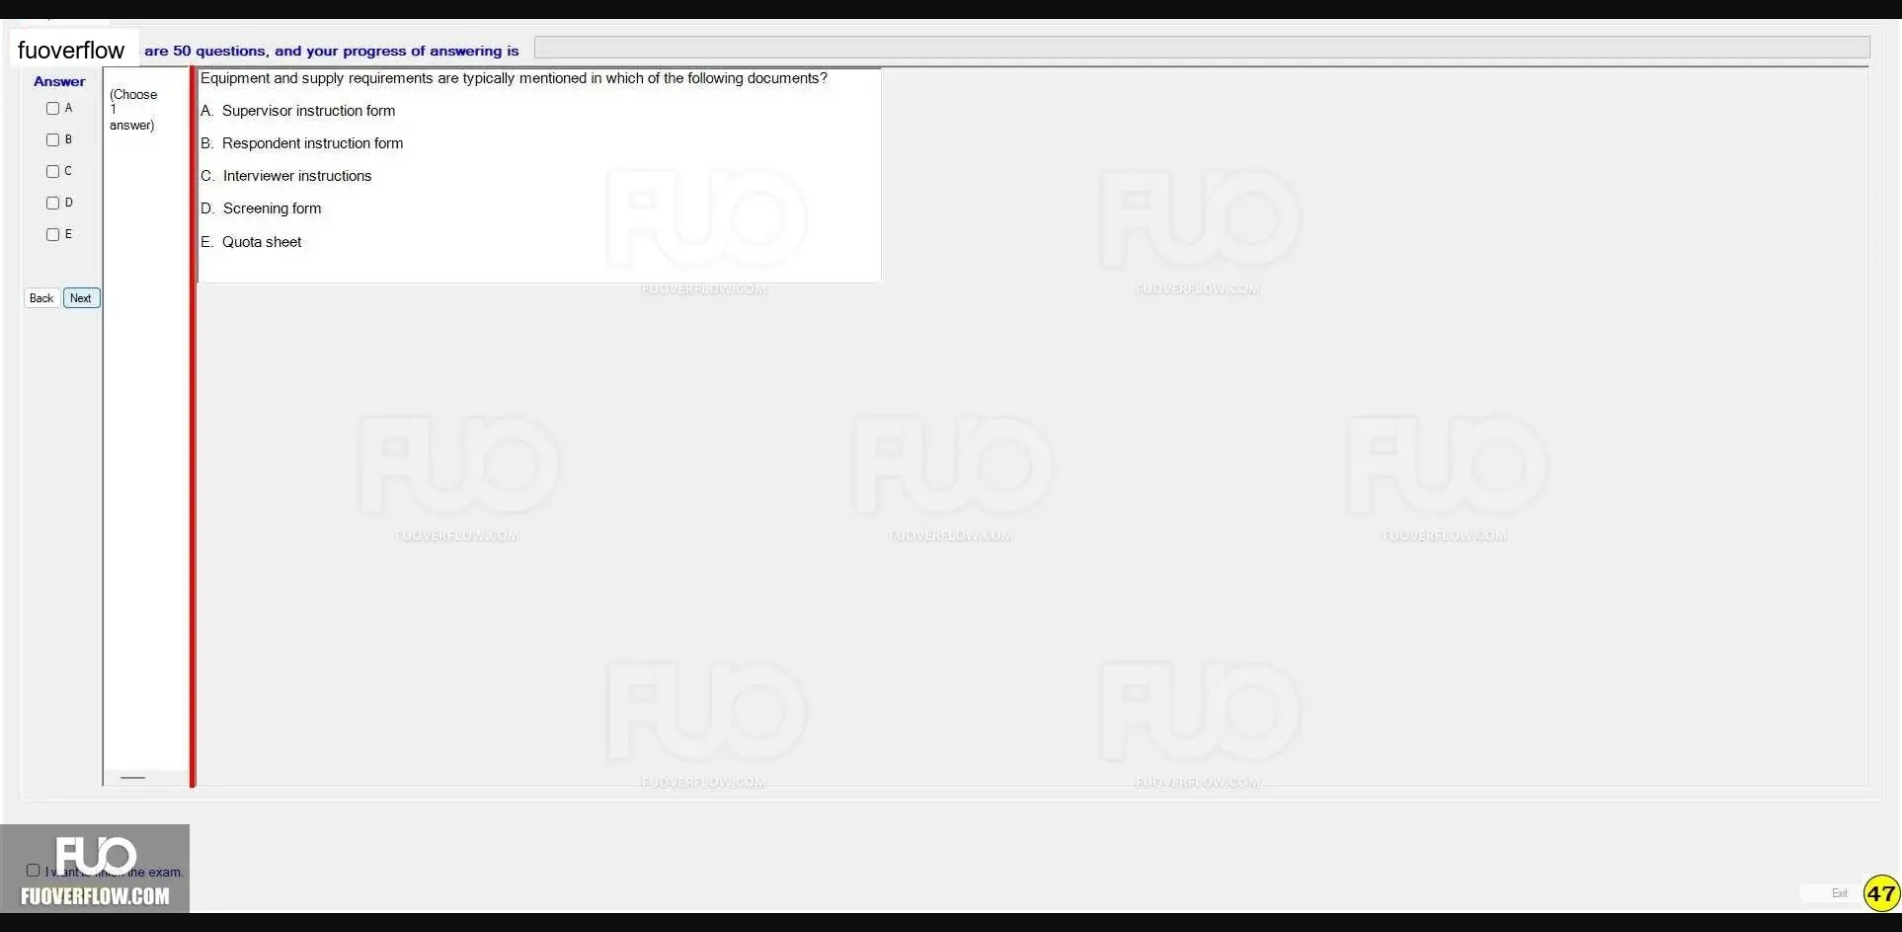 fuoverflow are 50 questions, and your progress of answering is
Answer
A
B
C
D
E
Back Next
(Choose
1
answer)
Equipment and supply requirements are typically mentioned in which of the following documents?
A. Supervisor instruction form
B. Respondent instruction form
C. Interviewer instructions
D. Screening form
E. Quota sheet
FUO
FUOVERFLOW.COM
FUO
FUOVERFLOW.COM
FUO
FUOVERFLOW.COM
FUO
FUOVERFLOW.COM
FUO
FUOVERFLOW.COM
FUO
FUOVERFLOW.COM
FUO
FUOVERFLOW.COM
FUO
I want the exam.
FUOVERFLOW.COM
Exit 47